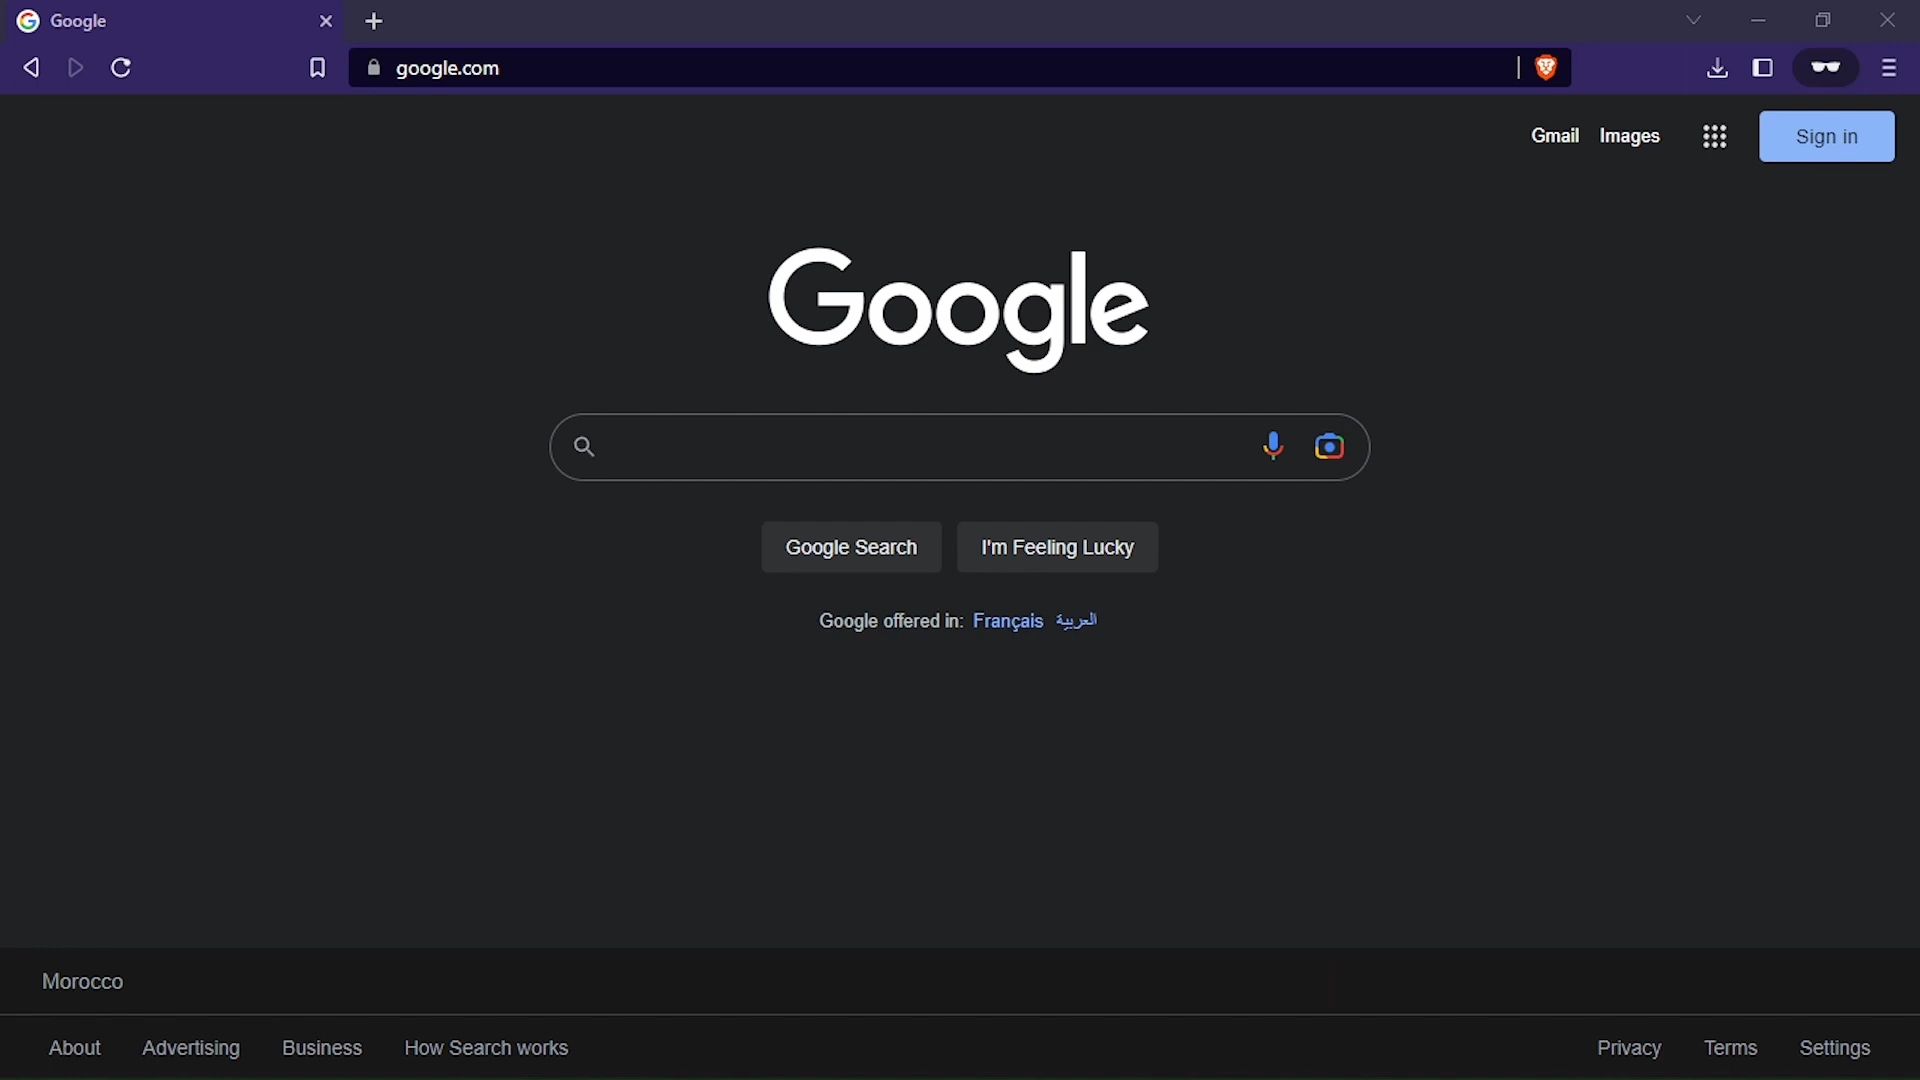 Google
google.com
Gmail Images Sign in
Google
Google Search I'm Feeling Lucky
Google offered in: Français العربية
Morocco
About Advertising Business How Search works Privacy Terms Settings